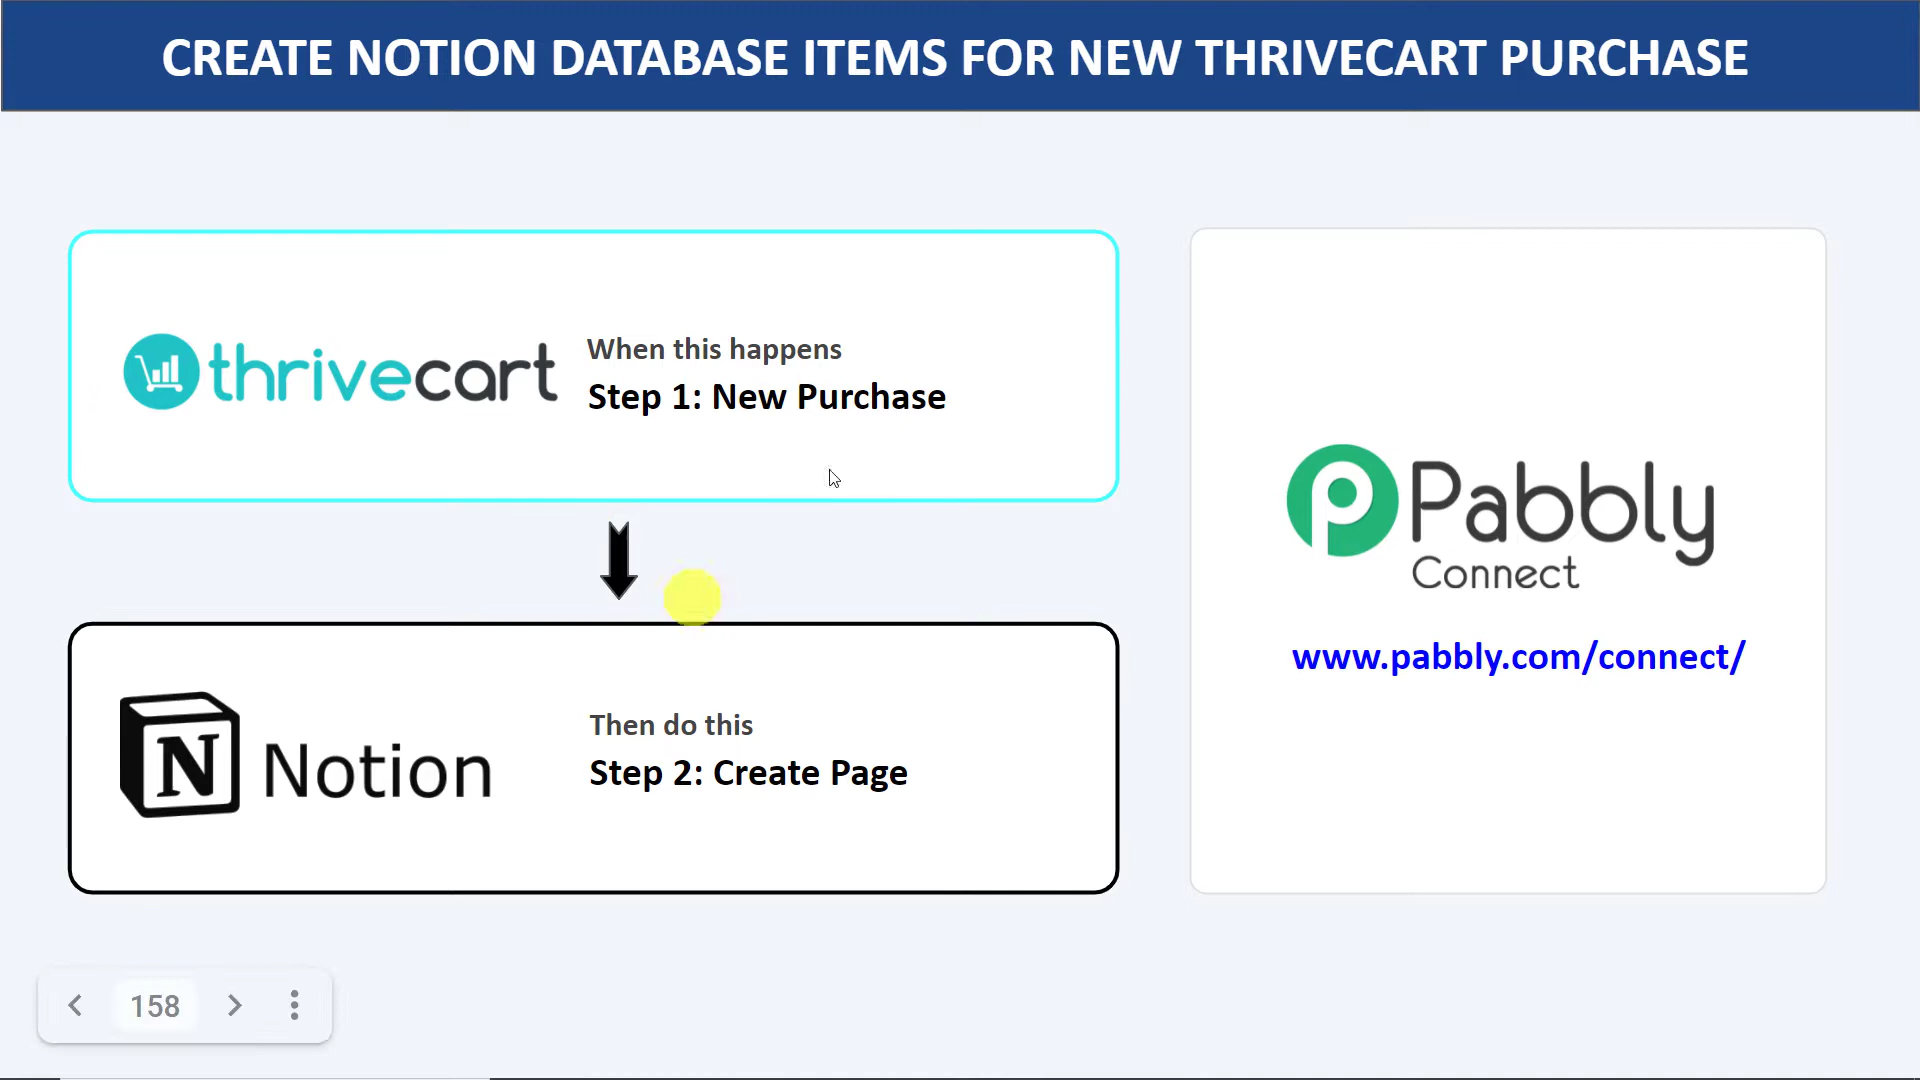 CREATE NOTION DATABASE ITEMS FOR NEW THRIVECART PURCHASE
thrivecart
When this happens
Step 1: New Purchase
Pabbly
Connect
www.pabbly.com/connect/
N Notion
Then do this
Step 2: Create Page
158